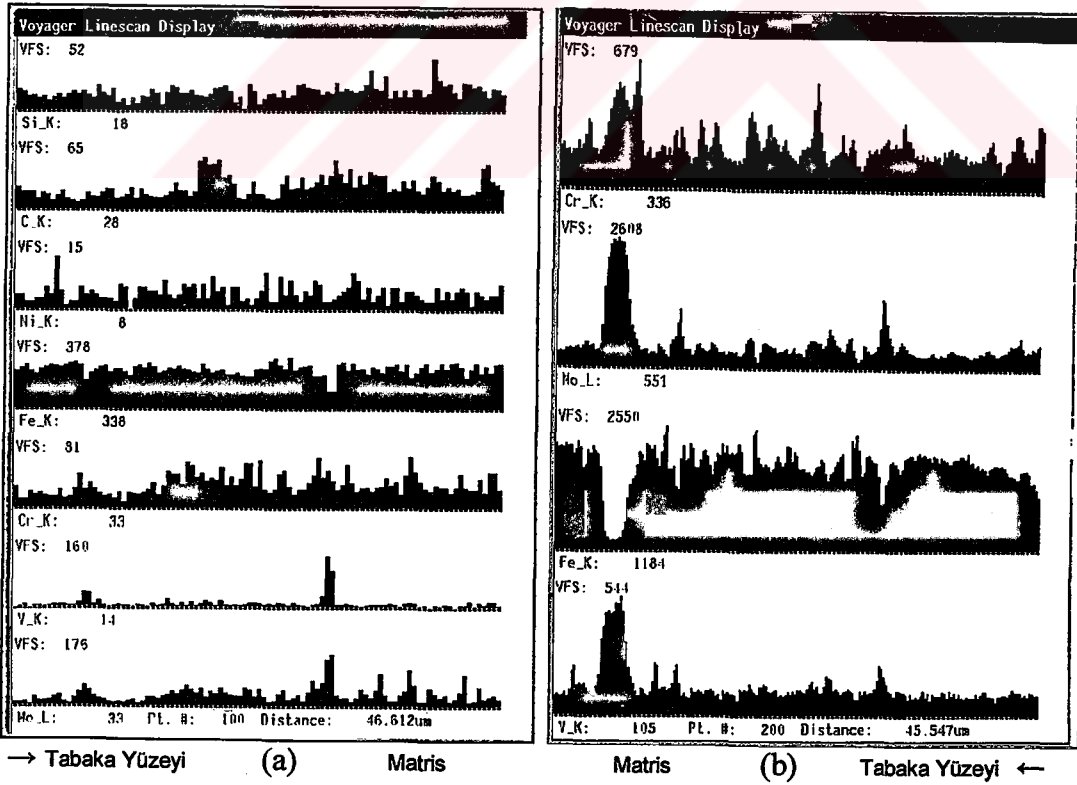 Voyager Linescan Display
VFS: 52
Si_K: 18
VFS: 65
C_K: 28
VFS: 15
Ni_K: 8
VFS: 378
Fe_K: 338
VFS: 81
Cr_K: 33
VFS: 160
V_K: 14
VFS: 176
Mo_L: 33 Pt. #: 100 Distance: 46.612um
→ Tabaka Yüzeyi (a) Matris
Voyager Linescan Display
VFS: 679
Cr_K: 336
VFS: 2608
Mo_L: 551
VFS: 2550
Fe_K: 1184
VFS: 544
V_K: 105 Pt. #: 200 Distance: 45.547um
Matris (b) Tabaka Yüzeyi ←